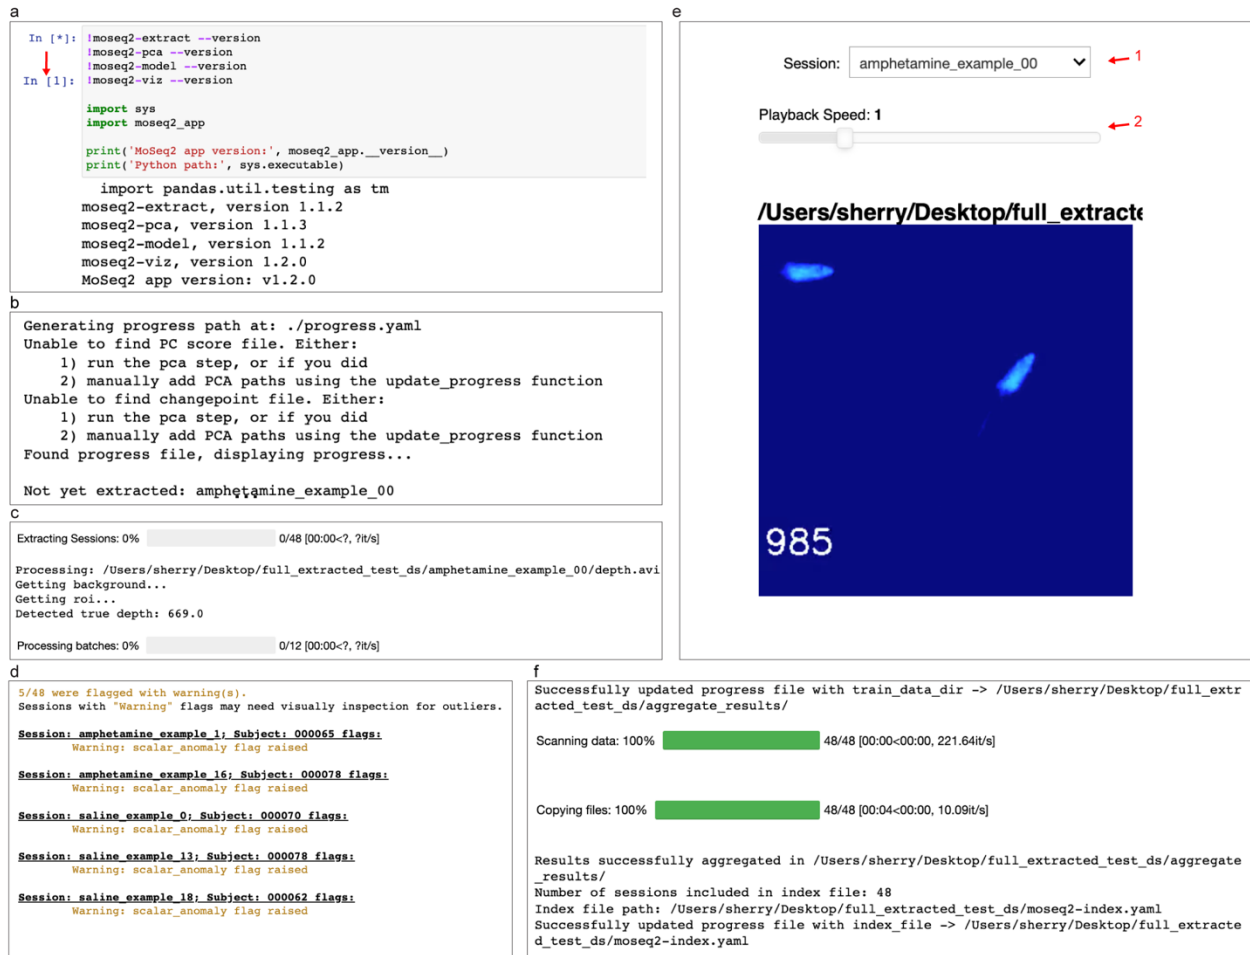 a
In [*]: !moseq2-extract --version
!moseq2-pca --version
!moseq2-model --version
In [1]: !moseq2-viz --version
import sys
import moseq2_app
print('MoSeq2 app version:', moseq2_app.__version__)
print('Python path:', sys.executable)
import pandas.util.testing as tm
moseq2-extract, version 1.1.2
moseq2-pca, version 1.1.3
moseq2-model, version 1.1.2
moseq2-viz, version 1.2.0
MoSeq2 app version: v1.2.0
b
Generating progress path at: ./progress.yaml
Unable to find PC score file. Either:
1) run the pca step, or if you did
2) manually add PCA paths using the update_progress function
Unable to find changepoint file. Either:
1) run the pca step, or if you did
2) manually add PCA paths using the update_progress function
Found progress file, displaying progress...
Not yet extracted: amphetamine_example_00
...
c
Extracting Sessions: 0% 0/48 [00:00<?, ?it/s]
Processing: /Users/sherry/Desktop/full_extracted_test_ds/amphetamine_example_00/depth.avi
Getting background...
Getting roi...
Detected true depth: 669.0
Processing batches: 0% 0/12 [00:00<?, ?it/s]
d
5/48 were flagged with warning(s).
Sessions with "Warning" flags may need visually inspection for outliers.
Session: amphetamine_example_1; Subject: 000065 flags:
Warning: scalar_anomaly flag raised
Session: amphetamine_example_16; Subject: 000078 flags:
Warning: scalar_anomaly flag raised
Session: saline_example_0; Subject: 000070 flags:
Warning: scalar_anomaly flag raised
Session: saline_example_13; Subject: 000078 flags:
Warning: scalar_anomaly flag raised
Session: saline_example_18; Subject: 000062 flags:
Warning: scalar_anomaly flag raised
e
Session: amphetamine_example_00 1
Playback Speed: 1 2
/Users/sherry/Desktop/full_extracte
985
f
Successfully updated progress file with train_data_dir -> /Users/sherry/Desktop/full_extr
acted_test_ds/aggregate_results/
Scanning data: 100% 48/48 [00:00<00:00, 221.64it/s]
Copying files: 100% 48/48 [00:04<00:00, 10.09it/s]
Results successfully aggregated in /Users/sherry/Desktop/full_extracted_test_ds/aggregate
_results/
Number of sessions included in index file: 48
Index file path: /Users/sherry/Desktop/full_extracted_test_ds/moseq2-index.yaml
Successfully updated progress file with index_file -> /Users/sherry/Desktop/full_extracte
d_test_ds/moseq2-index.yaml